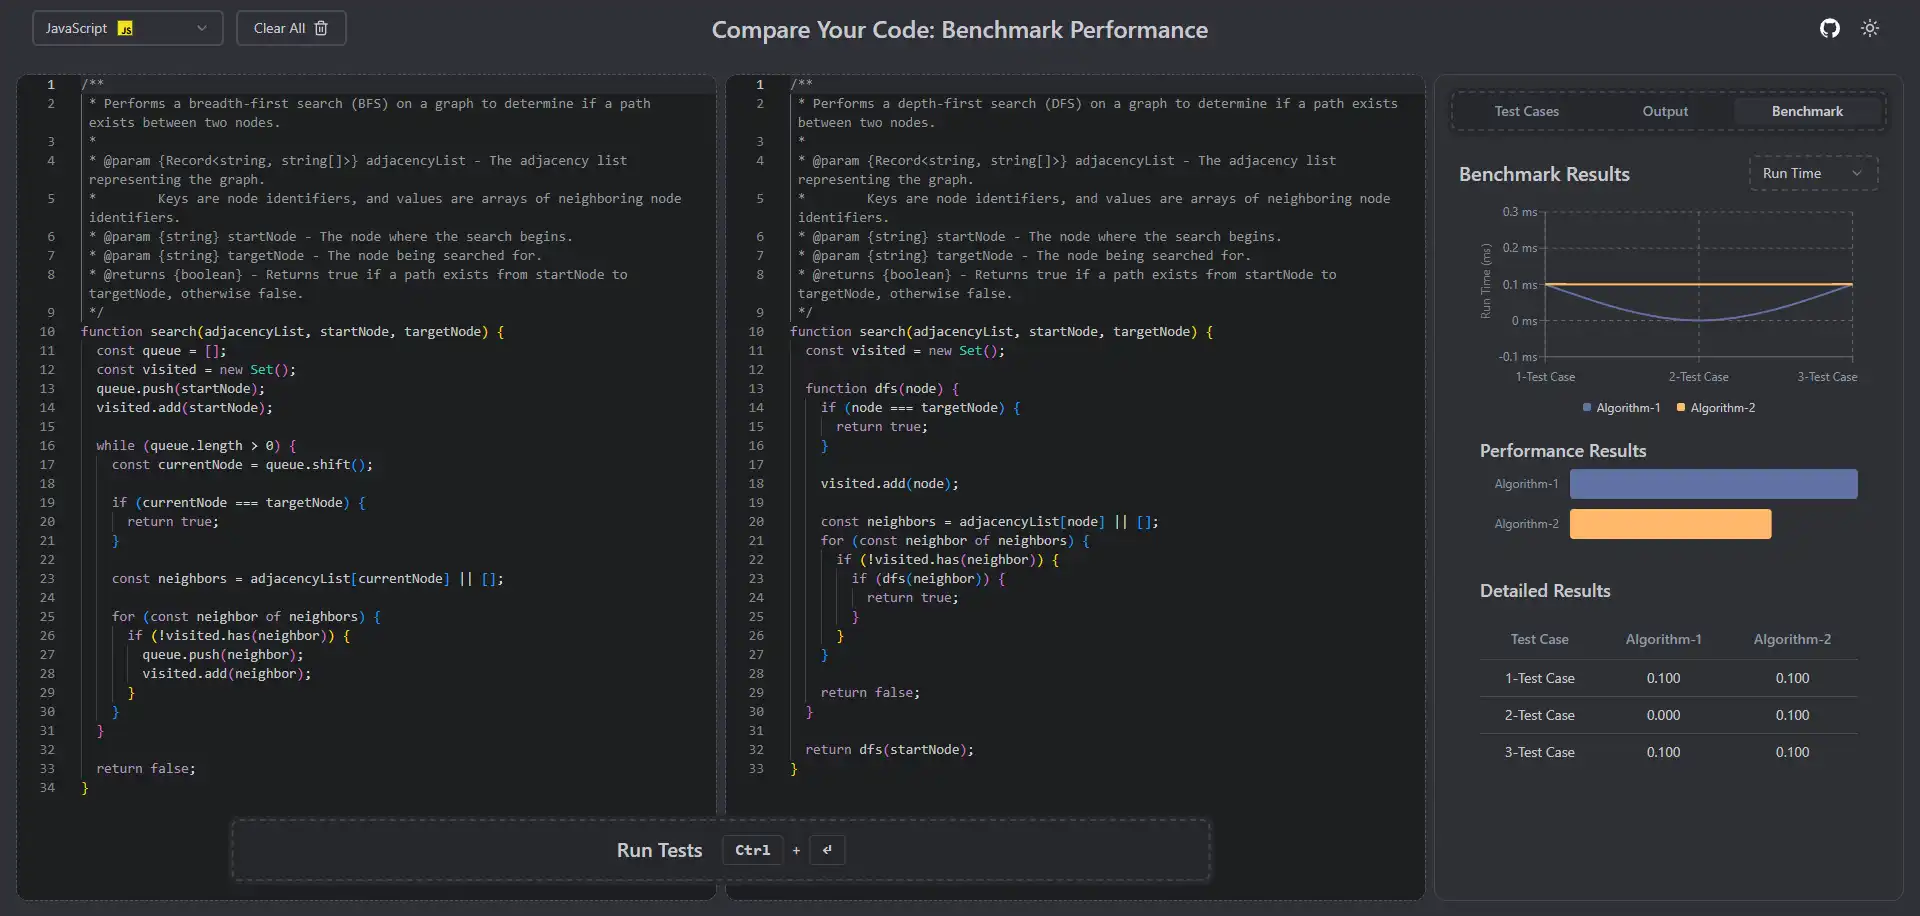 JavaScript JS
Clear All
Compare Your Code: Benchmark Performance
1 /**
2 * Performs a breadth-first search (BFS) on a graph to determine if a path
exists between two nodes.
3 *
4 * @param {Record<string, string[]>} adjacencyList - The adjacency list
representing the graph.
5 *        Keys are node identifiers, and values are arrays of neighboring node
identifiers.
6 * @param {string} startNode - The node where the search begins.
7 * @param {string} targetNode - The node being searched for.
8 * @returns {boolean} - Returns true if a path exists from startNode to
targetNode, otherwise false.
9 */
10 function search(adjacencyList, startNode, targetNode) {
11   const queue = [];
12   const visited = new Set();
13   queue.push(startNode);
14   visited.add(startNode);
15
16   while (queue.length > 0) {
17     const currentNode = queue.shift();
18
19     if (currentNode === targetNode) {
20       return true;
21     }
22
23     const neighbors = adjacencyList[currentNode] || [];
24
25     for (const neighbor of neighbors) {
26       if (!visited.has(neighbor)) {
27         queue.push(neighbor);
28         visited.add(neighbor);
29       }
30     }
31   }
32
33   return false;
34 }
1 /**
2 * Performs a depth-first search (DFS) on a graph to determine if a path exists
between two nodes.
3 *
4 * @param {Record<string, string[]>} adjacencyList - The adjacency list
representing the graph.
5 *        Keys are node identifiers, and values are arrays of neighboring node
identifiers.
6 * @param {string} startNode - The node where the search begins.
7 * @param {string} targetNode - The node being searched for.
8 * @returns {boolean} - Returns true if a path exists from startNode to
targetNode, otherwise false.
9 */
10 function search(adjacencyList, startNode, targetNode) {
11   const visited = new Set();
12
13   function dfs(node) {
14     if (node === targetNode) {
15       return true;
16     }
17
18     visited.add(node);
19
20     const neighbors = adjacencyList[node] || [];
21     for (const neighbor of neighbors) {
22       if (!visited.has(neighbor)) {
23         if (dfs(neighbor)) {
24           return true;
25         }
26       }
27     }
28
29     return false;
30   }
31
32   return dfs(startNode);
33 }
Run Tests Ctrl + ↵
Test Cases Output Benchmark
Benchmark Results Run Time
Run Time (ms)
0.3 ms
0.2 ms
0.1 ms
0 ms
-0.1 ms
1-Test Case 2-Test Case 3-Test Case
Algorithm-1 Algorithm-2
Performance Results
Algorithm-1
Algorithm-2
Detailed Results
Test Case Algorithm-1 Algorithm-2
1-Test Case 0.100 0.100
2-Test Case 0.000 0.100
3-Test Case 0.100 0.100